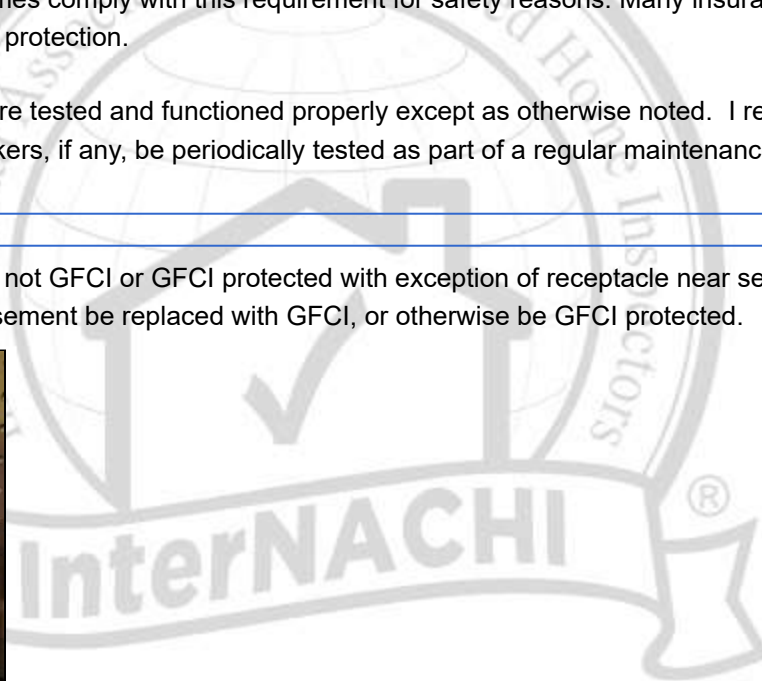 nes comply with this requirement for safety reasons. Many insura
protection.
re tested and functioned properly except as otherwise noted. I re
kers, if any, be periodically tested as part of a regular maintenanc
not GFCI or GFCI protected with exception of receptacle near se
sement be replaced with GFCI, or otherwise be GFCI protected.
d Home Inspectors
InterNACHI
®